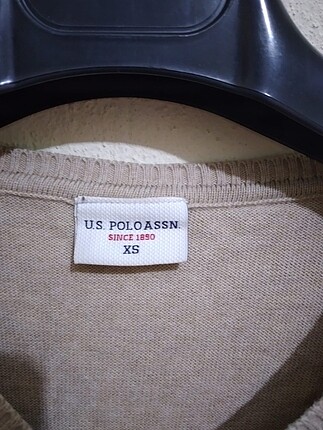 U.S. POLO ASSN.
SINCE 1890
XS